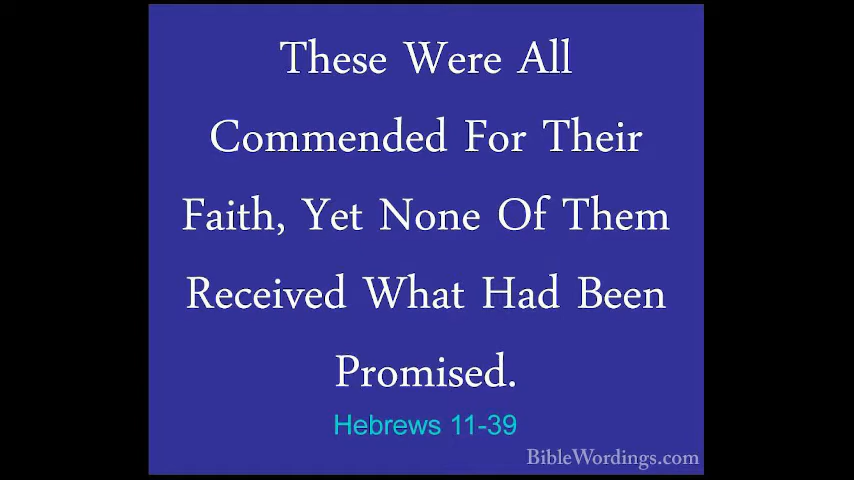 These Were All
Commended For Their
Faith, Yet None Of Them
Received What Had Been
Promised.
Hebrews 11-39
BibleWordings.com